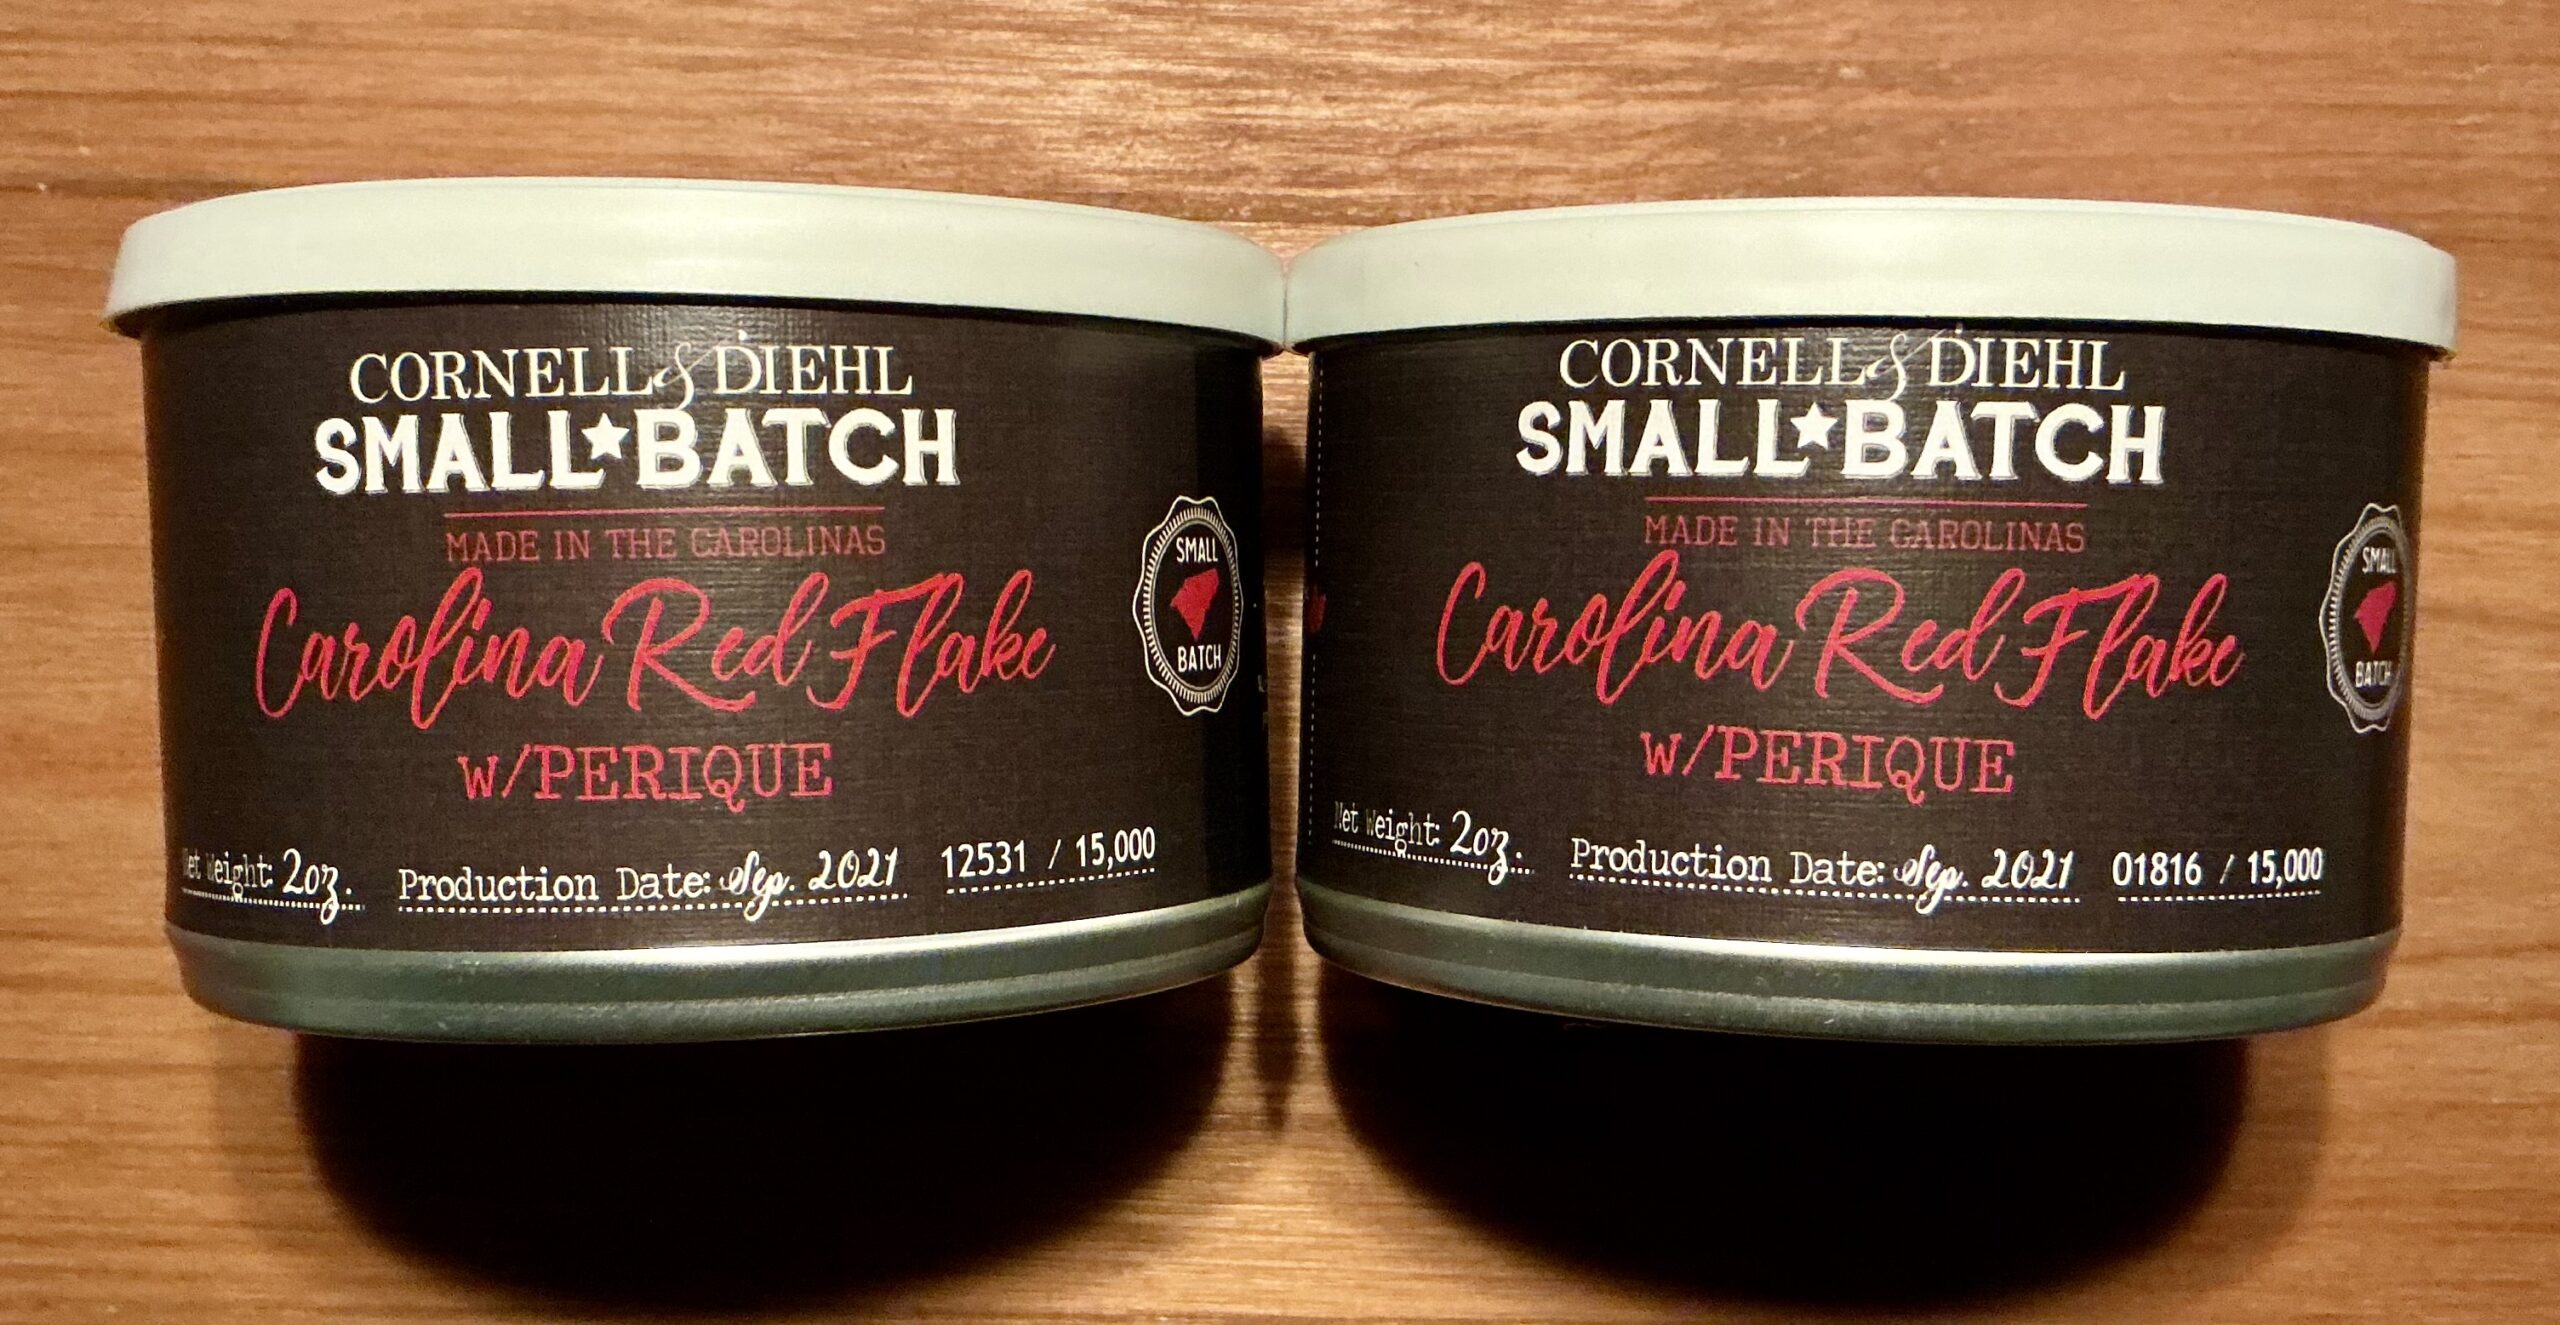 CORNELL & DIEHL
SMALL★BATCH
MADE IN THE CAROLINAS
Carolina Red Flake
w/PERIQUE
Net Weight: 2oz.
Production Date: Sep. 2021
12531 / 15,000
SMALL
BATCH
CORNELL & DIEHL
SMALL★BATCH
MADE IN THE CAROLINAS
Carolina Red Flake
w/PERIQUE
Net Weight: 2oz.
Production Date: Sep. 2021
01816 / 15,000
SMALL
BATCH